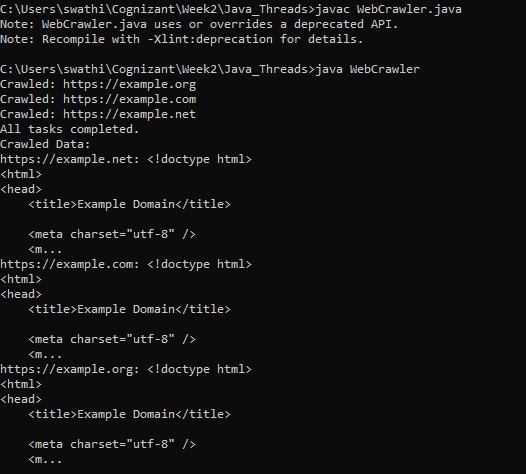 C:\Users\swathi\Cognizant\Week2\Java_Threads>javac WebCrawler.java
Note: WebCrawler.java uses or overrides a deprecated API.
Note: Recompile with -Xlint:deprecation for details.

C:\Users\swathi\Cognizant\Week2\Java_Threads>java WebCrawler
Crawled: https://example.org
Crawled: https://example.com
Crawled: https://example.net
All tasks completed.
Crawled Data:
https://example.net: <!doctype html>
<html>
<head>
    <title>Example Domain</title>

    <meta charset="utf-8" />
    <m...
https://example.com: <!doctype html>
<html>
<head>
    <title>Example Domain</title>

    <meta charset="utf-8" />
    <m...
https://example.org: <!doctype html>
<html>
<head>
    <title>Example Domain</title>

    <meta charset="utf-8" />
    <m...